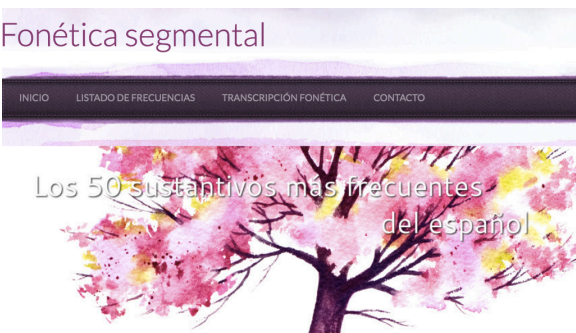 Fonética segmental
INICIO LISTADO DE FRECUENCIAS TRANSCRIPCIÓN FONÉTICA CONTACTO
Los 50 sustantivos más frecuentes
del español